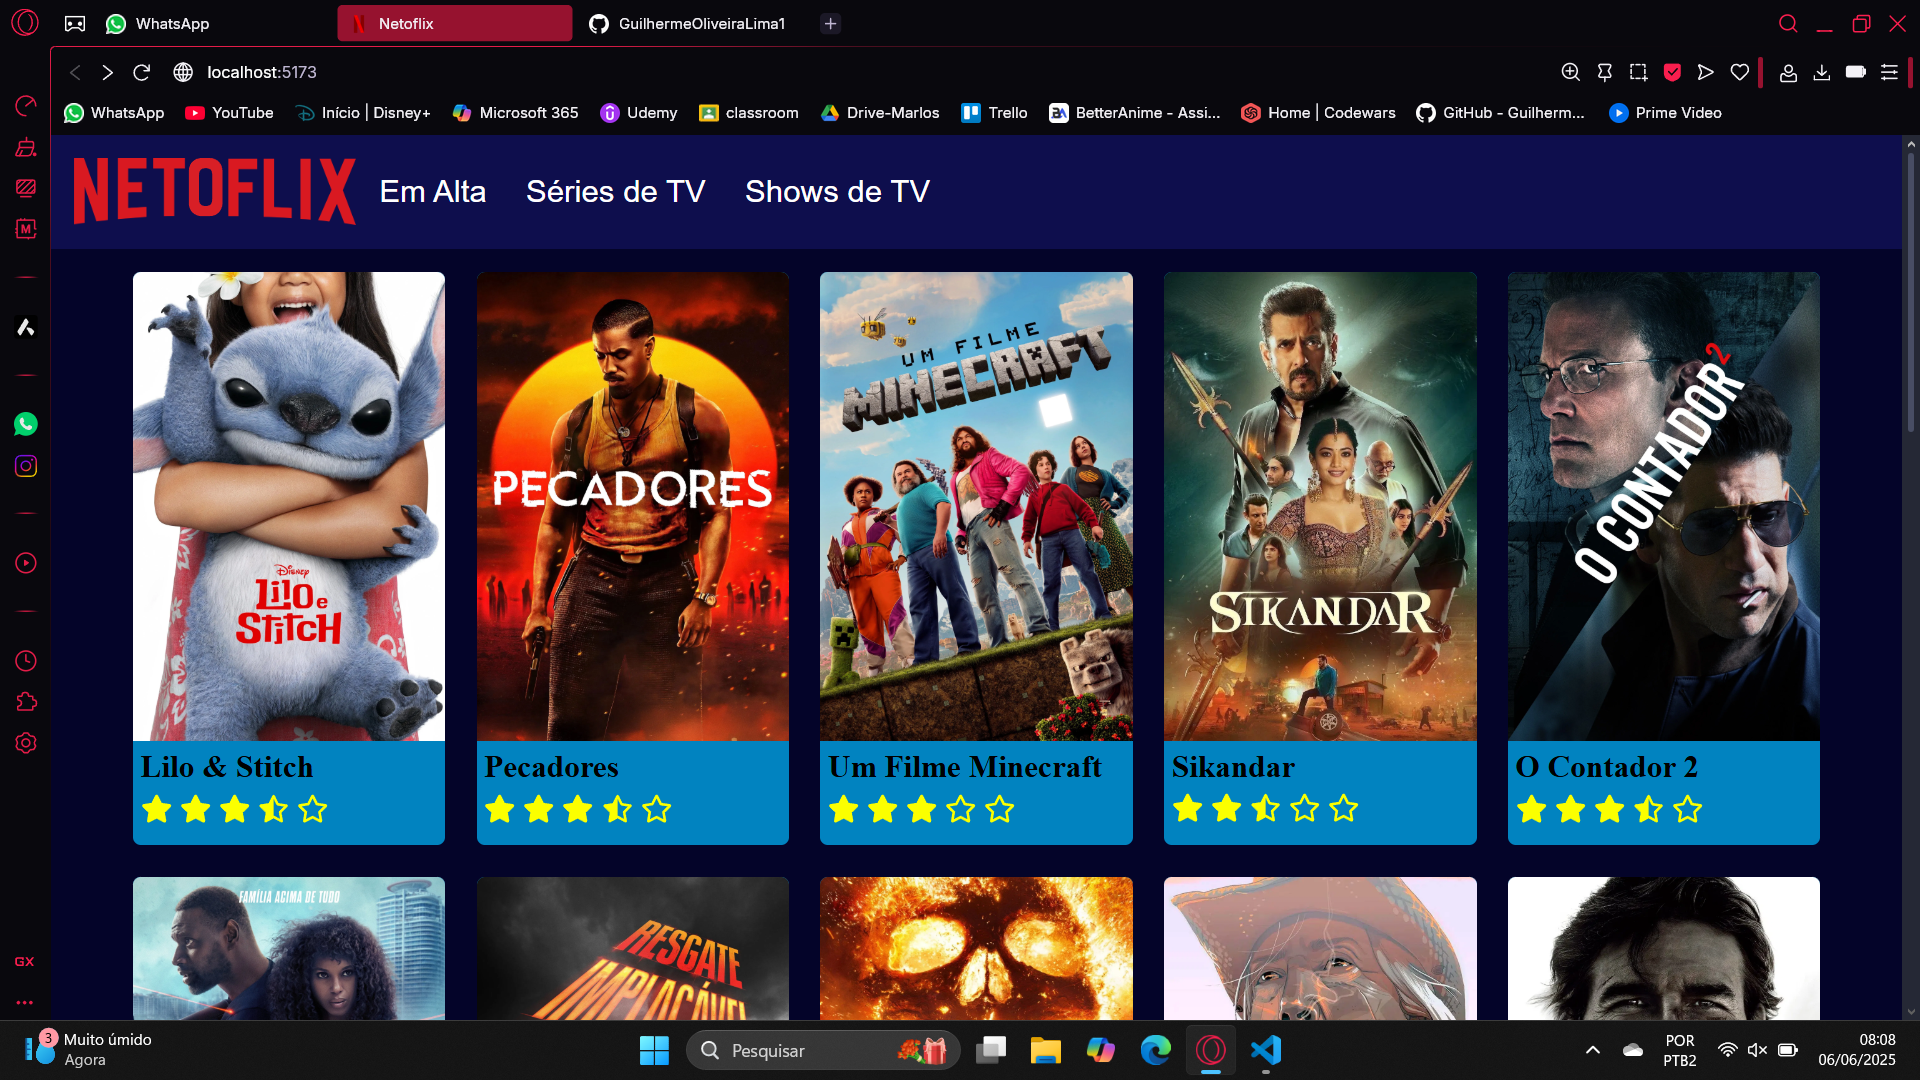 WhatsApp
Netoflix
GuilhermeOliveiraLima1
localhost:5173
WhatsApp
YouTube
Início | Disney+
Microsoft 365
Udemy
classroom
Drive-Marlos
Trello
BetterAnime - Assi...
Home | Codewars
GitHub - Guilherm...
Prime Video
NETOFLIX
Em Alta
Séries de TV
Shows de TV
Disney
Lilo e
Stitch
PECADORES
UM FILME
MINECRAFT
SIKANDAR
O CONTADOR 2
Lilo & Stitch
Pecadores
Um Filme Minecraft
Sikandar
O Contador 2
FAMÍLIA ACIMA DE TUDO
RESGATE
IMPLACÁVEL
GX
3
Muito úmido
Agora
Pesquisar
POR
PTB2
08:08
06/06/2025